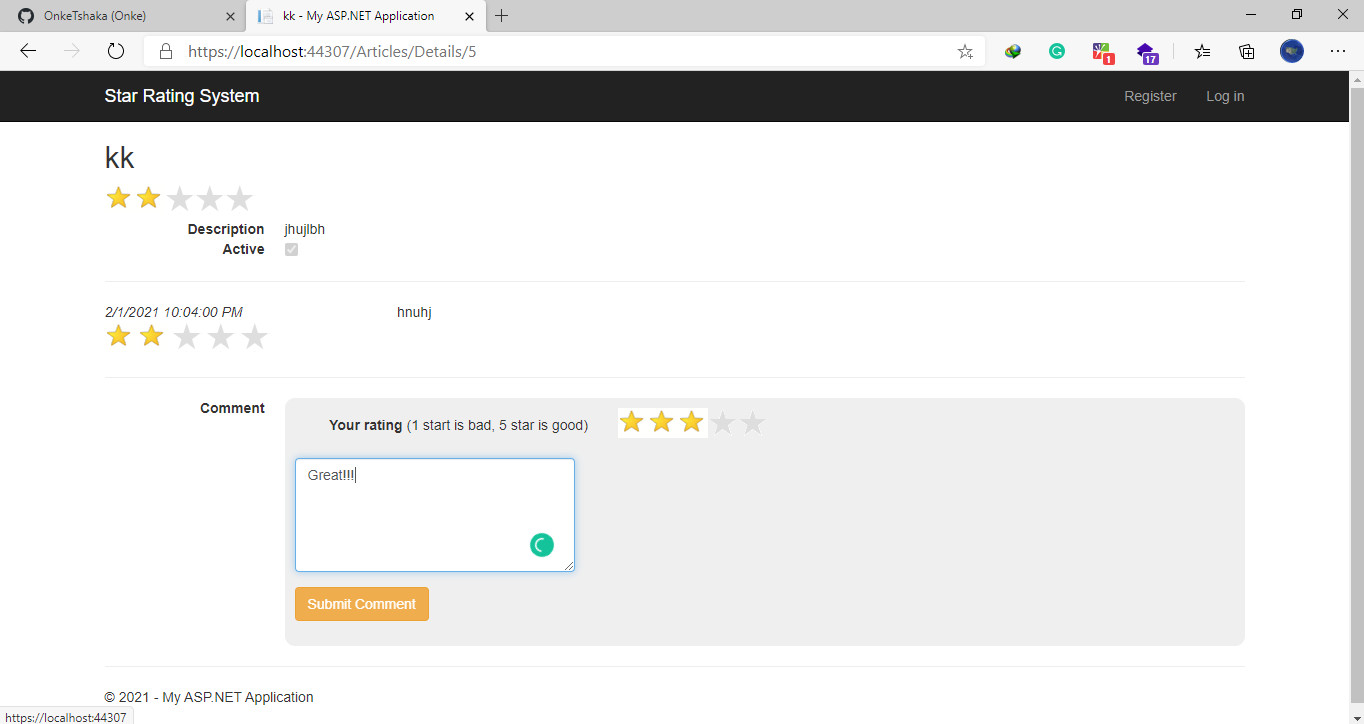 OnkeTshaka (Onke)
kk - My ASP.NET Application
https://localhost:44307/Articles/Details/5
1
17
Star Rating System
Register
Log in
kk
Description jhujlbh
Active
2/1/2021 10:04:00 PM hnuhj
Comment
Your rating (1 start is bad, 5 star is good)
Great!!!
Submit Comment
© 2021 - My ASP.NET Application
https://localhost:44307